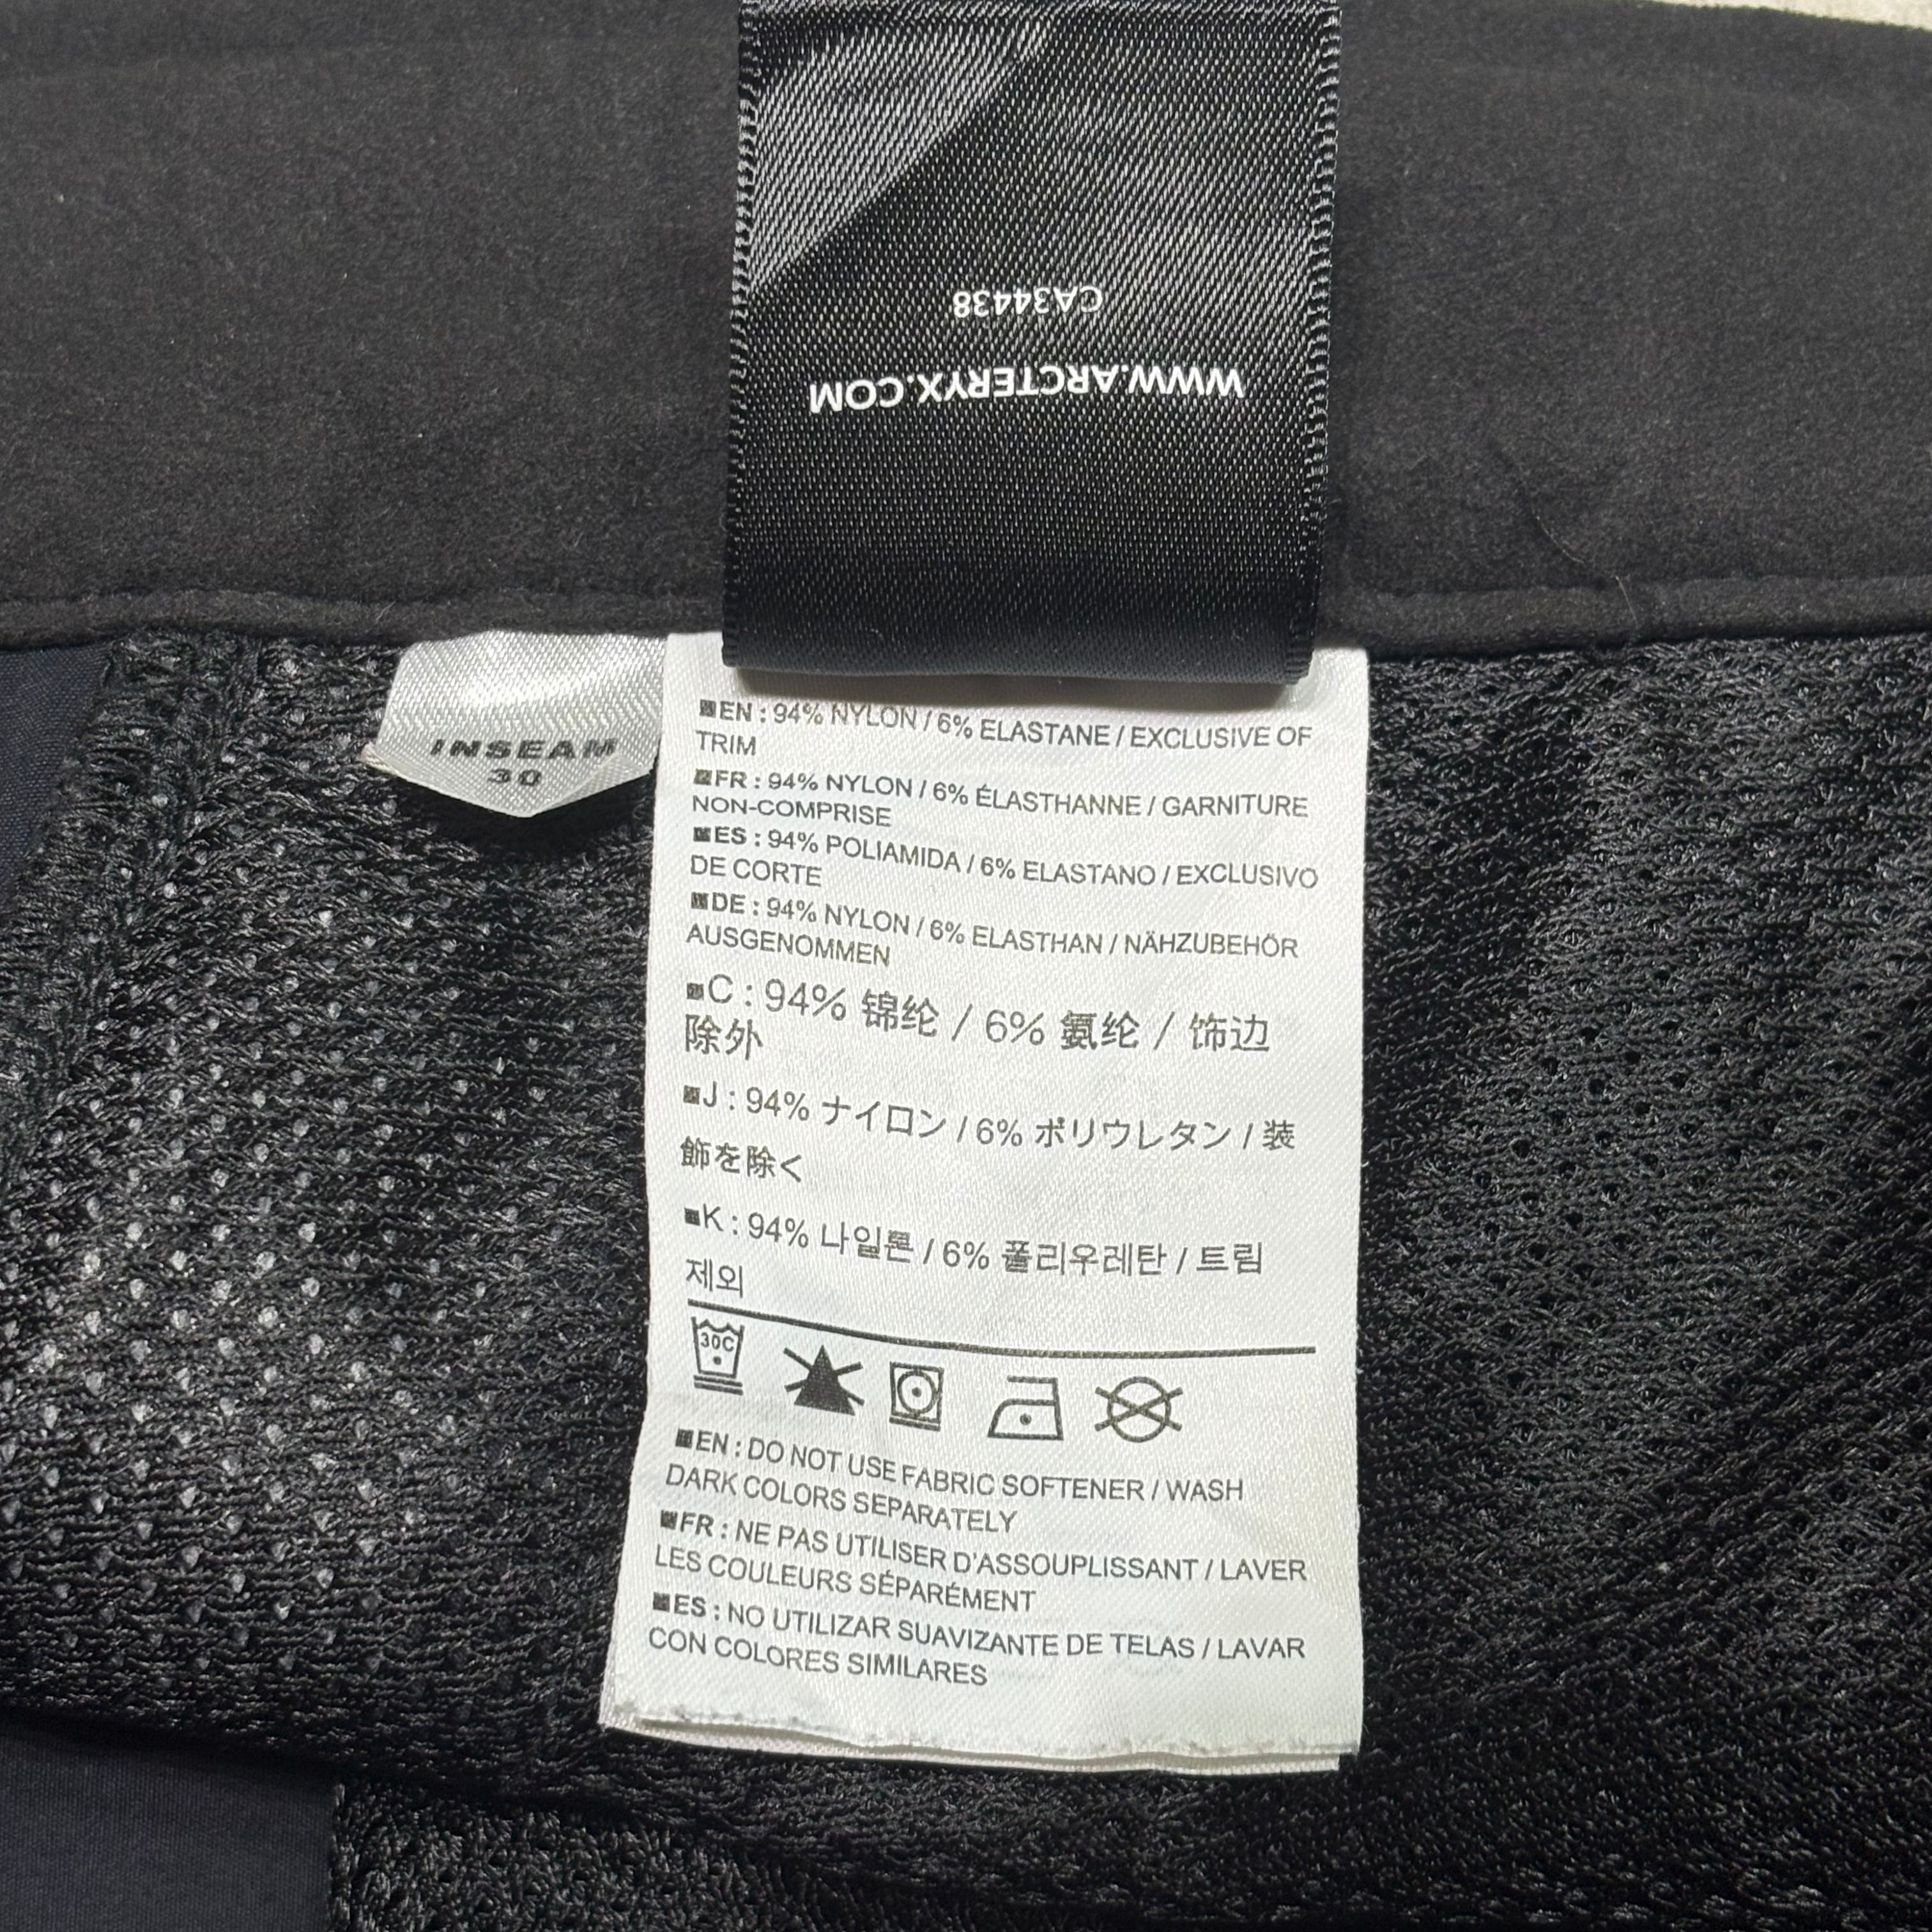 CA34438
WWW.ARCTERYX.COM
INSEAM
30
EN : 94% NYLON / 6% ELASTANE / EXCLUSIVE OF
TRIM
FR : 94% NYLON / 6% ÉLASTHANNE / GARNITURE
NON-COMPRISE
ES : 94% POLIAMIDA / 6% ELASTANO / EXCLUSIVO
DE CORTE
DE : 94% NYLON / 6% ELASTHAN / NÄHZUBEHÖR
AUSGENOMMEN
C : 94% 锦纶 / 6% 氨纶 / 饰边
除外
J : 94% ナイロン / 6% ポリウレタン / 装
飾を除く
K : 94% 나일론 / 6% 폴리우레탄 / 트림
제외
30C
EN : DO NOT USE FABRIC SOFTENER / WASH
DARK COLORS SEPARATELY
FR : NE PAS UTILISER D'ASSOUPLISSANT / LAVER
LES COULEURS SÉPARÉMENT
ES : NO UTILIZAR SUAVIZANTE DE TELAS / LAVAR
CON COLORES SIMILARES